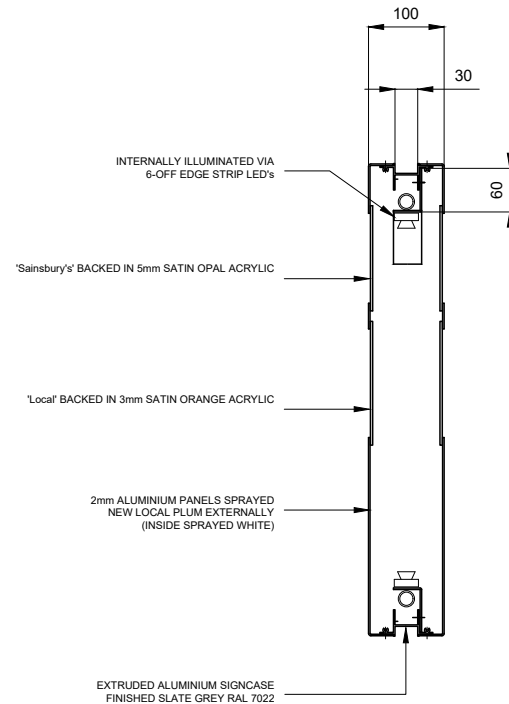 100
30
60
INTERNALLY ILLUMINATED VIA
6-OFF EDGE STRIP LED's
'Sainsbury's' BACKED IN 5mm SATIN OPAL ACRYLIC
'Local' BACKED IN 3mm SATIN ORANGE ACRYLIC
2mm ALUMINIUM PANELS SPRAYED
NEW LOCAL PLUM EXTERNALLY
(INSIDE SPRAYED WHITE)
EXTRUDED ALUMINIUM SIGNCASE
FINISHED SLATE GREY RAL 7022